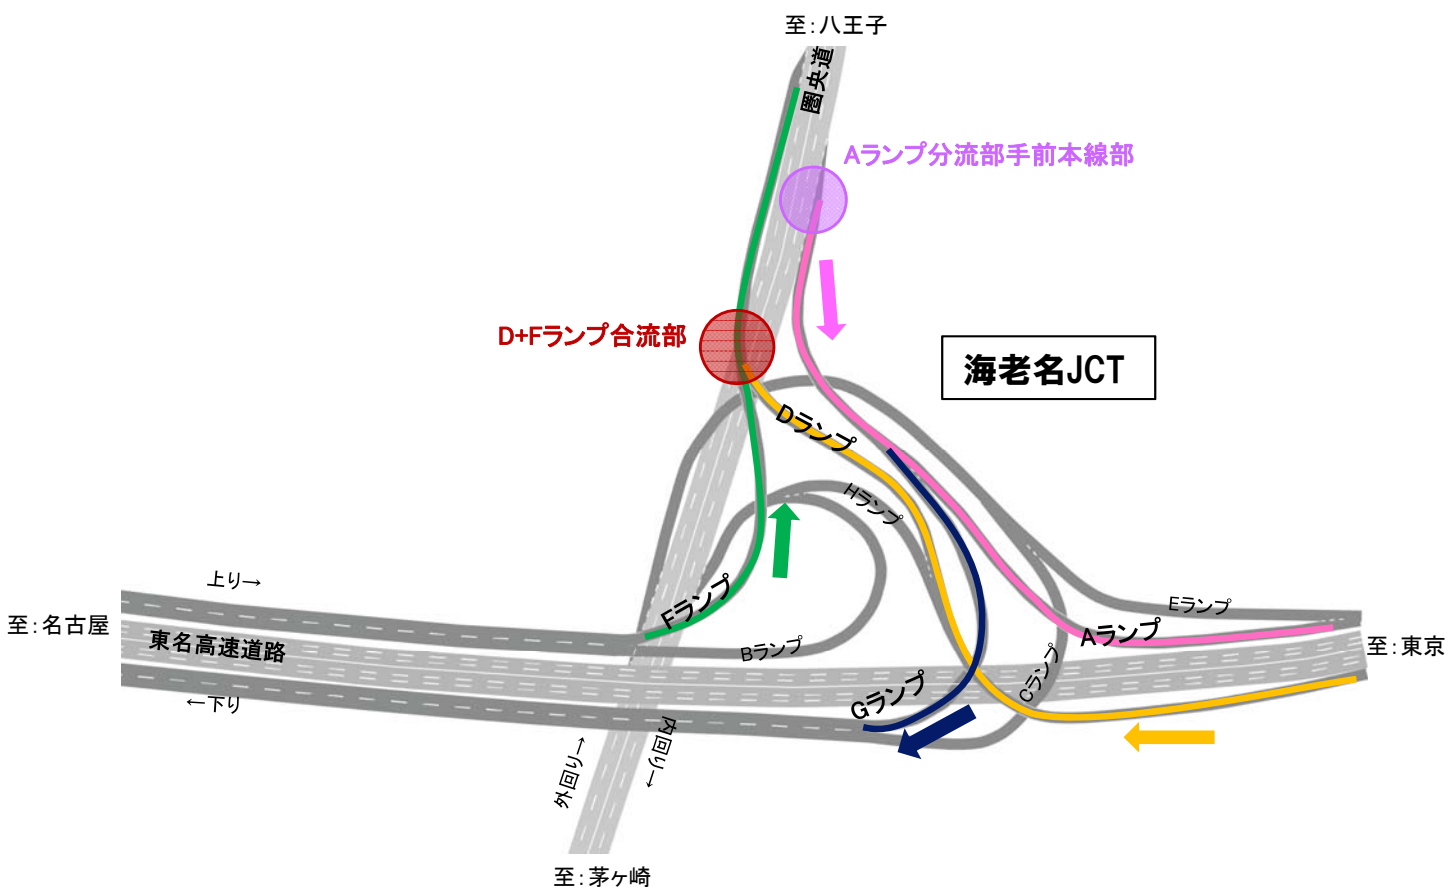 至：八王子
圏央道
Aランプ分流部手前本線部
D+Fランプ合流部
海老名JCT
Dランプ
Hランプ
上り→
Fランプ
Eランプ
至：名古屋
東名高速道路
Bランプ
Aランプ
至：東京
Cランプ
←下り
Gランプ
外回り→
内回り→
至：茅ヶ崎